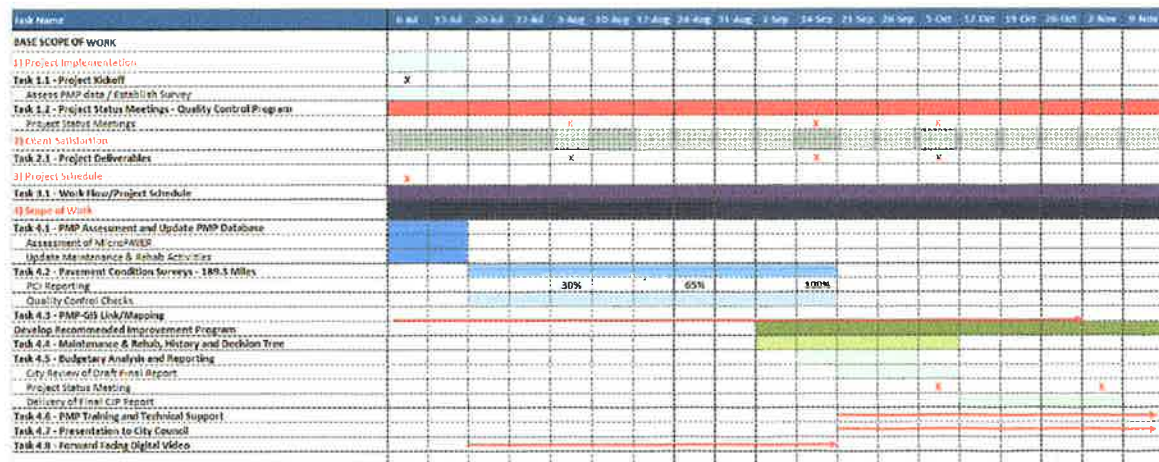 Task Name 6-Jul 13-Jul 20-Jul 27-Jul 3-Aug 10-Aug 17-Aug 24-Aug 31-Aug 7-Sep 14-Sep 21-Sep 28-Sep 5-Oct 12-Oct 19-Oct 26-Oct 2-Nov 9-Nov
BASE SCOPE OF WORK
1) Project Implementation
Task 1.1 - Project Kickoff X
Assess PMP data / Establish Survey
Task 1.2 - Project Status Meetings - Quality Control Program
Project Status Meetings X X X
2) Client Satisfaction
Task 2.1 - Project Deliverables X X X
3) Project Schedule X
Task 3.1 - Work Flow/Project Schedule
4) Scope of Work
Task 4.1 - PMP Assessment and Update PMP Database
Assessment of MicroPAVER
Update Maintenance & Rehab Activities
Task 4.2 - Pavement Condition Surveys - 189.3 Miles
PCI Reporting 30% 65% 100%
Quality Control Checks
Task 4.3 - PMP-GIS Link/Mapping
Develop Recommended Improvement Program
Task 4.4 - Maintenance & Rehab, History and Decision Tree
Task 4.5 - Budgetary Analysis and Reporting
City Review of Draft Final Report
Project Status Meeting X X
Delivery of Final CIP Report
Task 4.6 - PMP Training and Technical Support
Task 4.7 - Presentation to City Council
Task 4.8 - Forward Facing Digital Video